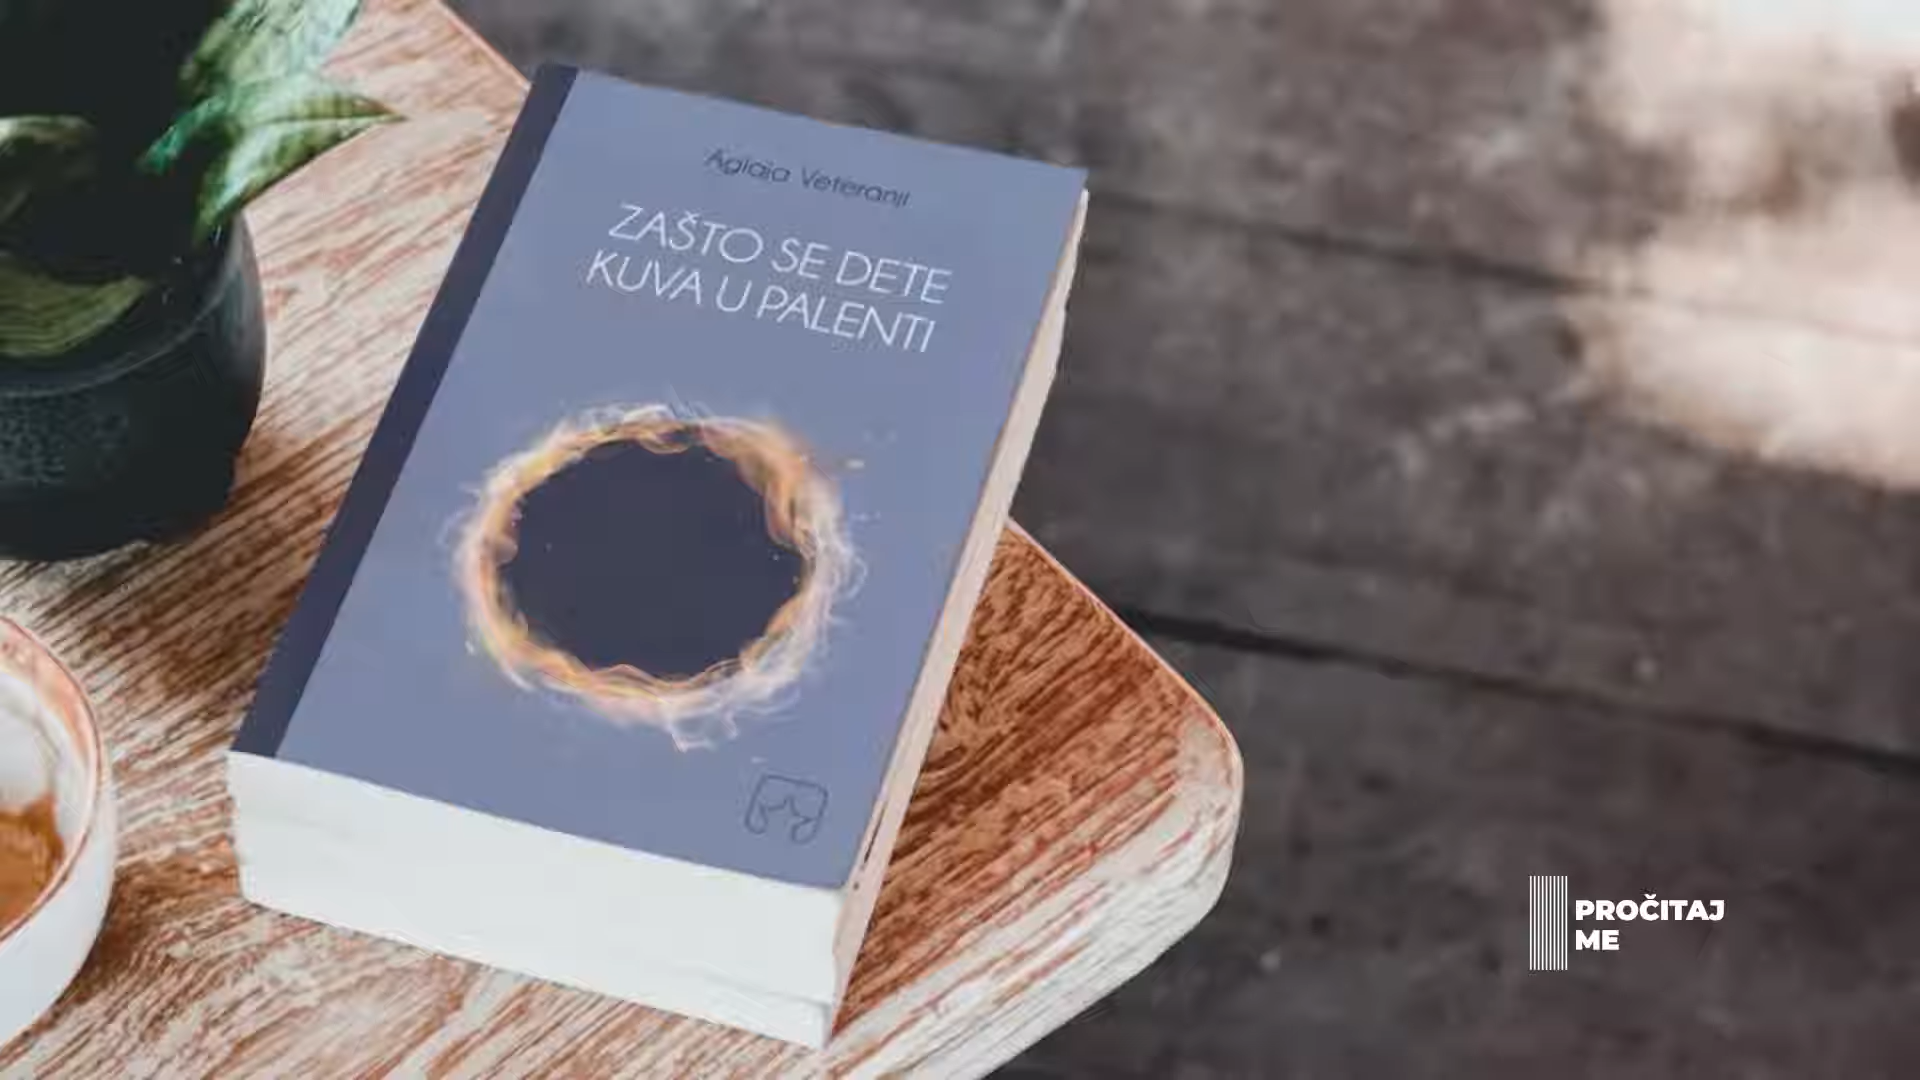 Aglaja Veteranji
ZAŠTO SE DETE
KUVA U PALENTI
PROČITAJ
ME